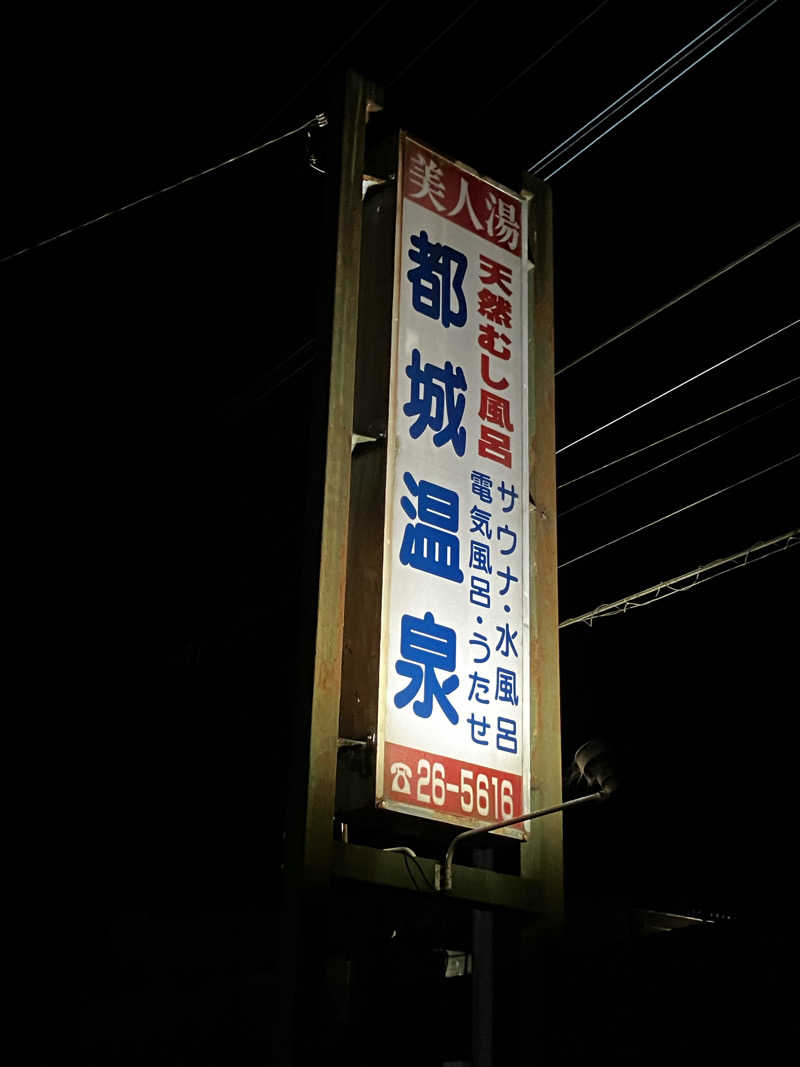 美人湯
天然むし風呂
都城温泉
サウナ・水風呂
電気風呂・うたせ
☎26-5616